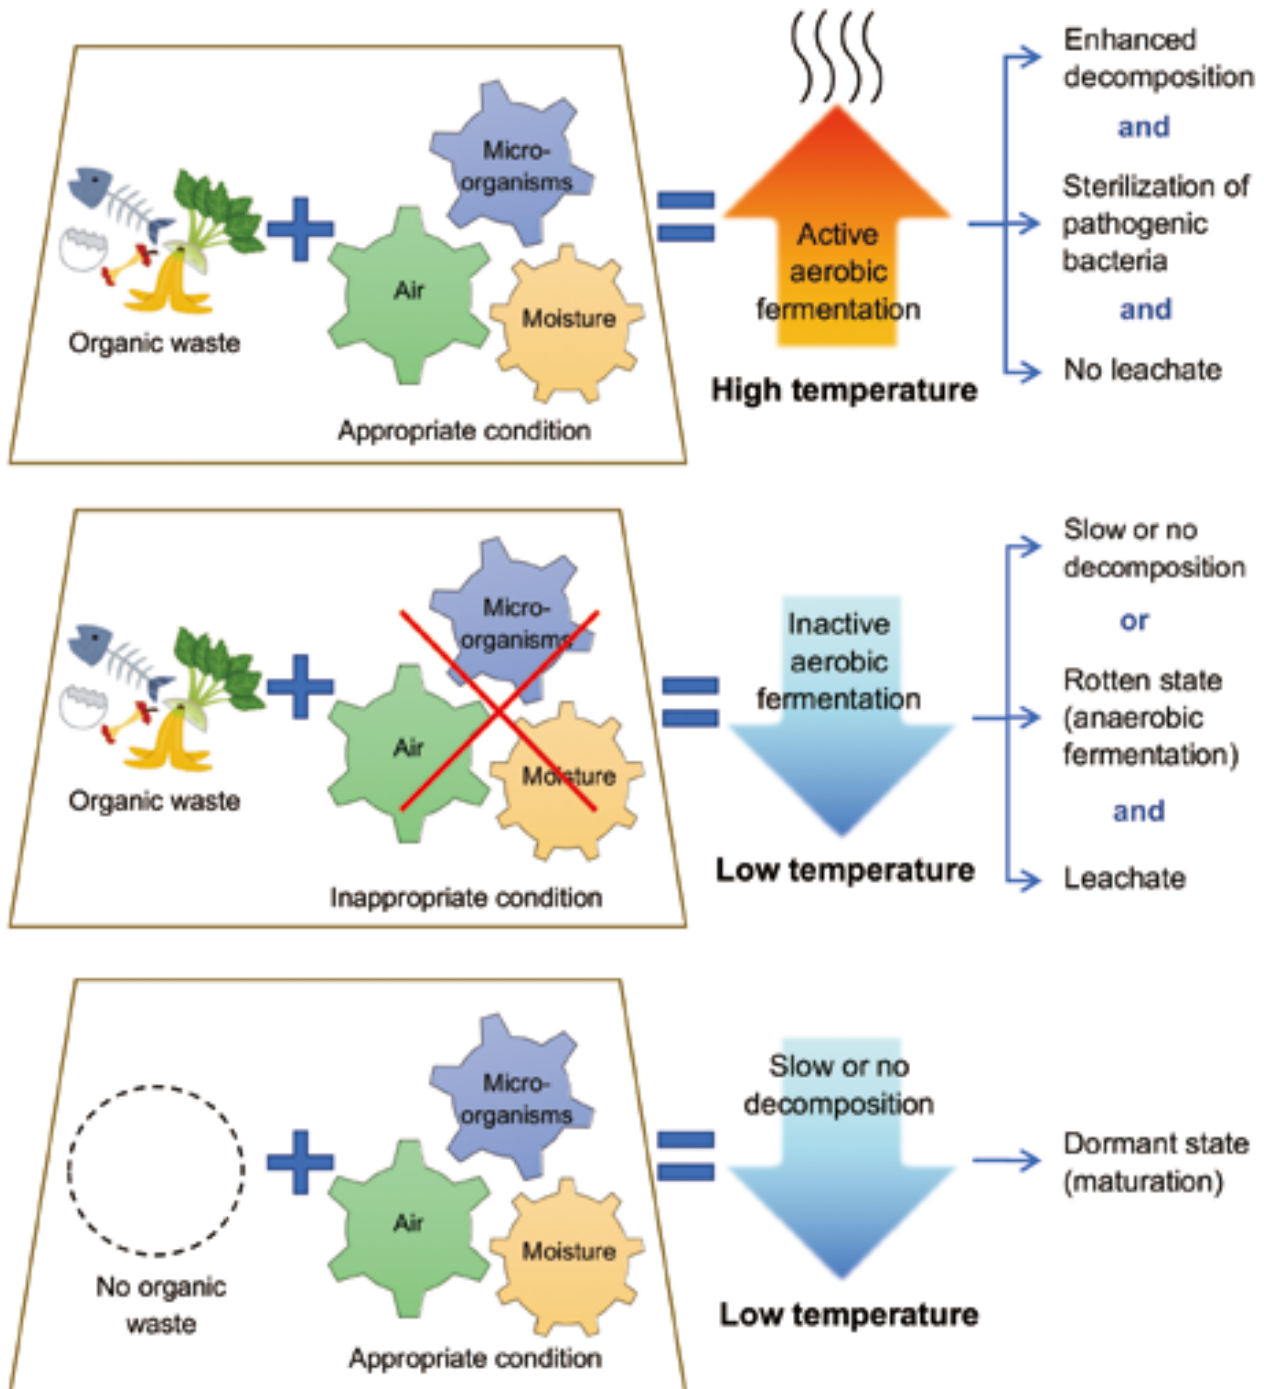 Organic waste
Micro-
organisms
Air
Moisture
Appropriate condition
Active
aerobic
fermentation
High temperature
Enhanced
decomposition
and
Sterilization of
pathogenic
bacteria
and
No leachate
Organic waste
Micro-
organisms
Air
Moisture
Inappropriate condition
Inactive
aerobic
fermentation
Low temperature
Slow or no
decomposition
or
Rotten state
(anaerobic
fermentation)
and
Leachate
No organic
waste
Micro-
organisms
Air
Moisture
Appropriate condition
Slow or no
decomposition
Low temperature
Dormant state
(maturation)